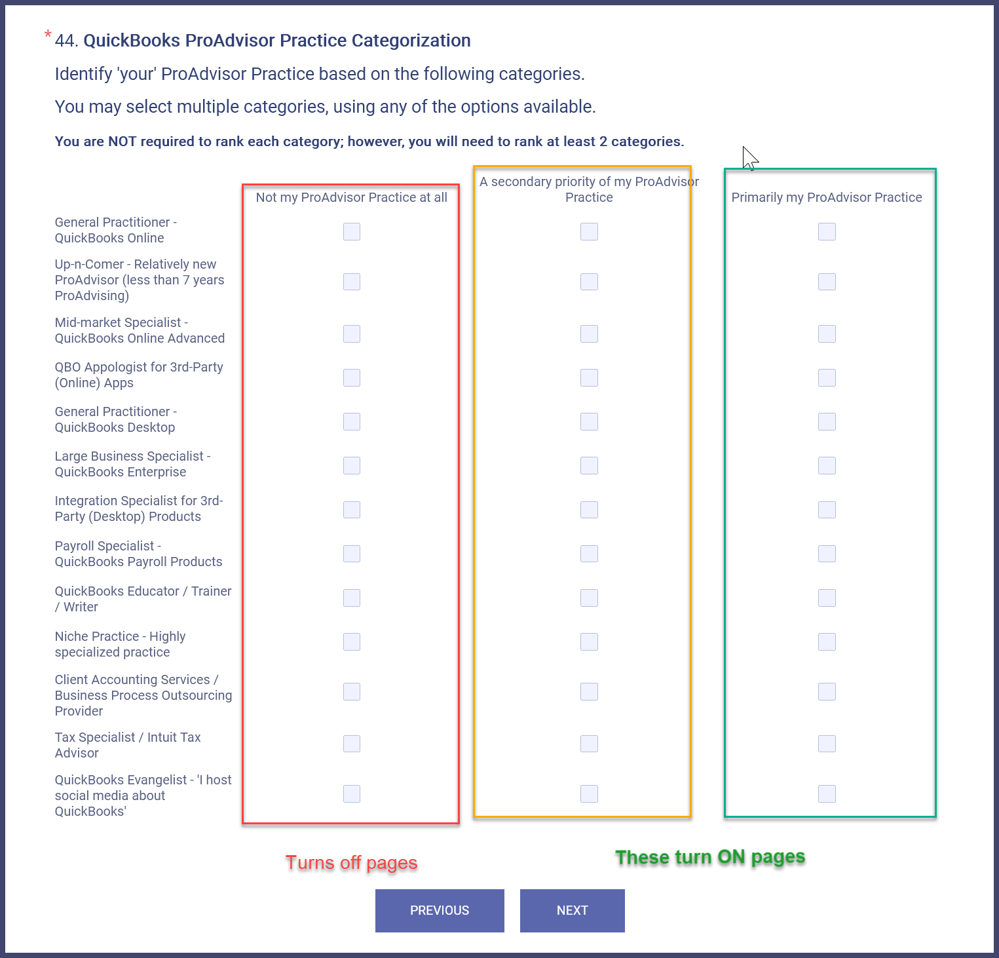 * 44. QuickBooks ProAdvisor Practice Categorization
Identify 'your' ProAdvisor Practice based on the following categories.
You may select multiple categories, using any of the options available.
You are NOT required to rank each category; however, you will need to rank at least 2 categories.
Not my ProAdvisor Practice at all
A secondary priority of my ProAdvisor
Practice
Primarily my ProAdvisor Practice
General Practitioner -
QuickBooks Online
Up-n-Comer - Relatively new
ProAdvisor (less than 7 years
ProAdvising)
Mid-market Specialist -
QuickBooks Online Advanced
QBO Appologist for 3rd-Party
(Online) Apps
General Practitioner -
QuickBooks Desktop
Large Business Specialist -
QuickBooks Enterprise
Integration Specialist for 3rd-
Party (Desktop) Products
Payroll Specialist -
QuickBooks Payroll Products
QuickBooks Educator / Trainer
/ Writer
Niche Practice - Highly
specialized practice
Client Accounting Services /
Business Process Outsourcing
Provider
Tax Specialist / Intuit Tax
Advisor
QuickBooks Evangelist - 'I host
social media about
QuickBooks'
Turns off pages
These turn ON pages
PREVIOUS
NEXT